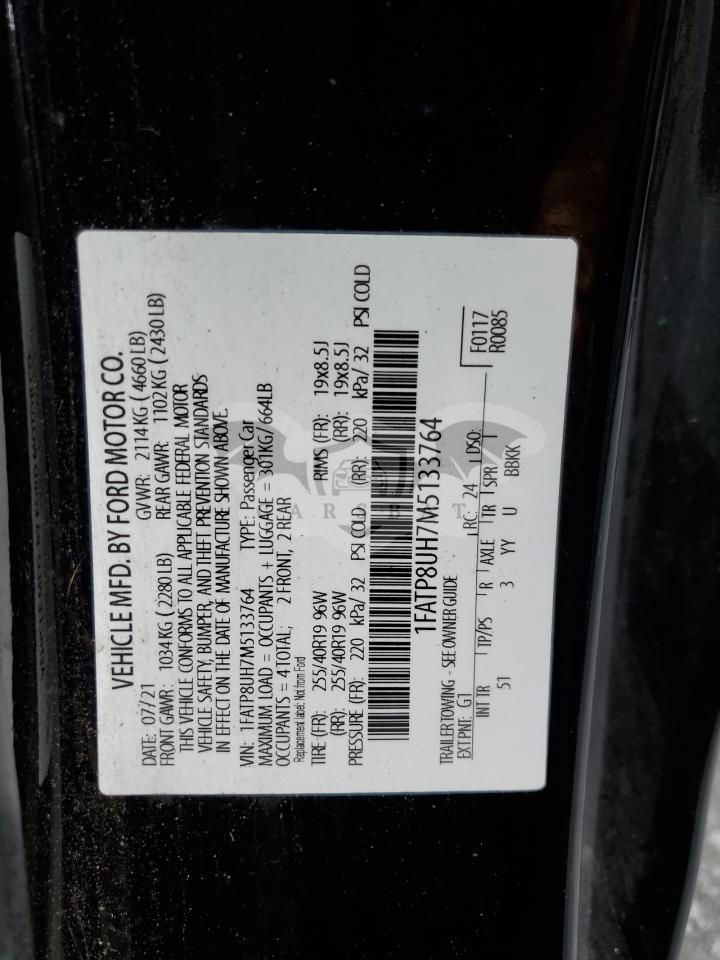 VEHICLE MFD. BY FORD MOTOR CO.
DATE: 07/21 GVWR: 2114KG (4660LB)
FRONT GAWR: 1034KG (2280LB) REAR GAWR: 1102KG (2430LB)
THIS VEHICLE CONFORMS TO ALL APPLICABLE FEDERAL MOTOR
VEHICLE SAFETY, BUMPER, AND THEFT PREVENTION STANDARDS
IN EFFECT ON THE DATE OF MANUFACTURE SHOWN ABOVE.
VIN: 1FATP8UH7M5133764 TYPE: Passenger Car
MAXIMUM LOAD = OCCUPANTS + LUGGAGE = 301KG/664LB
OCCUPANTS = 4 TOTAL; 2 FRONT, 2 REAR
Replacement label: Not from Ford
TIRE (FR): 255/40R19 96W RIMS (FR): 19x8.5J
(RR): 255/40R19 96W (RR): 19x8.5J
PRESSURE (FR): 220 kPa/ 32 PSI COLD (RR): 220 kPa/ 32 PSI COLD
1FATP8UH7M5133764
TRAILER TOWING - SEE OWNER GUIDE
EXT PNT: G1 RC: 24 DSO: F0117
INT TR TP/PS R AXLE TR SPR R0085
51 3 YY U BBKK